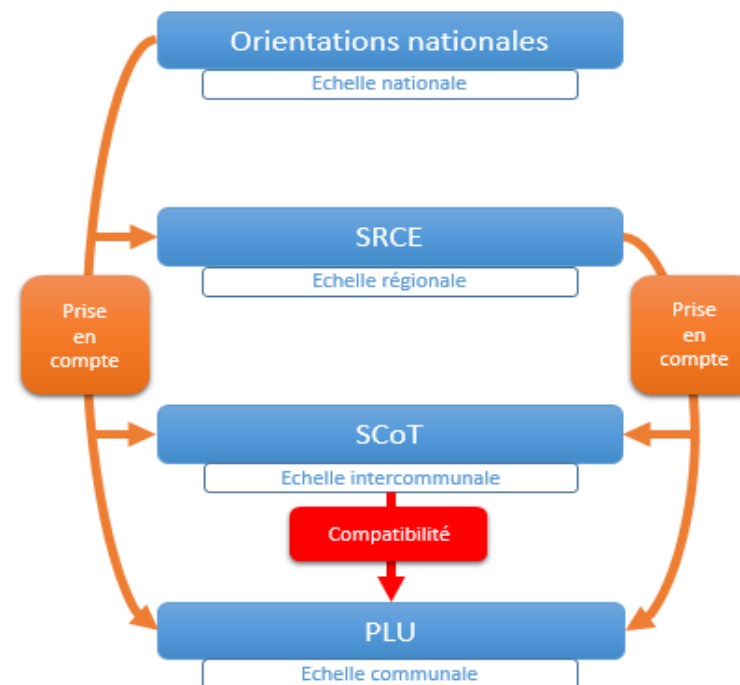 Orientations nationales
Echelle nationale
SRCE
Echelle régionale
Prise
en
compte
Prise
en
compte
SCoT
Echelle intercommunale
Compatibilité
PLU
Echelle communale